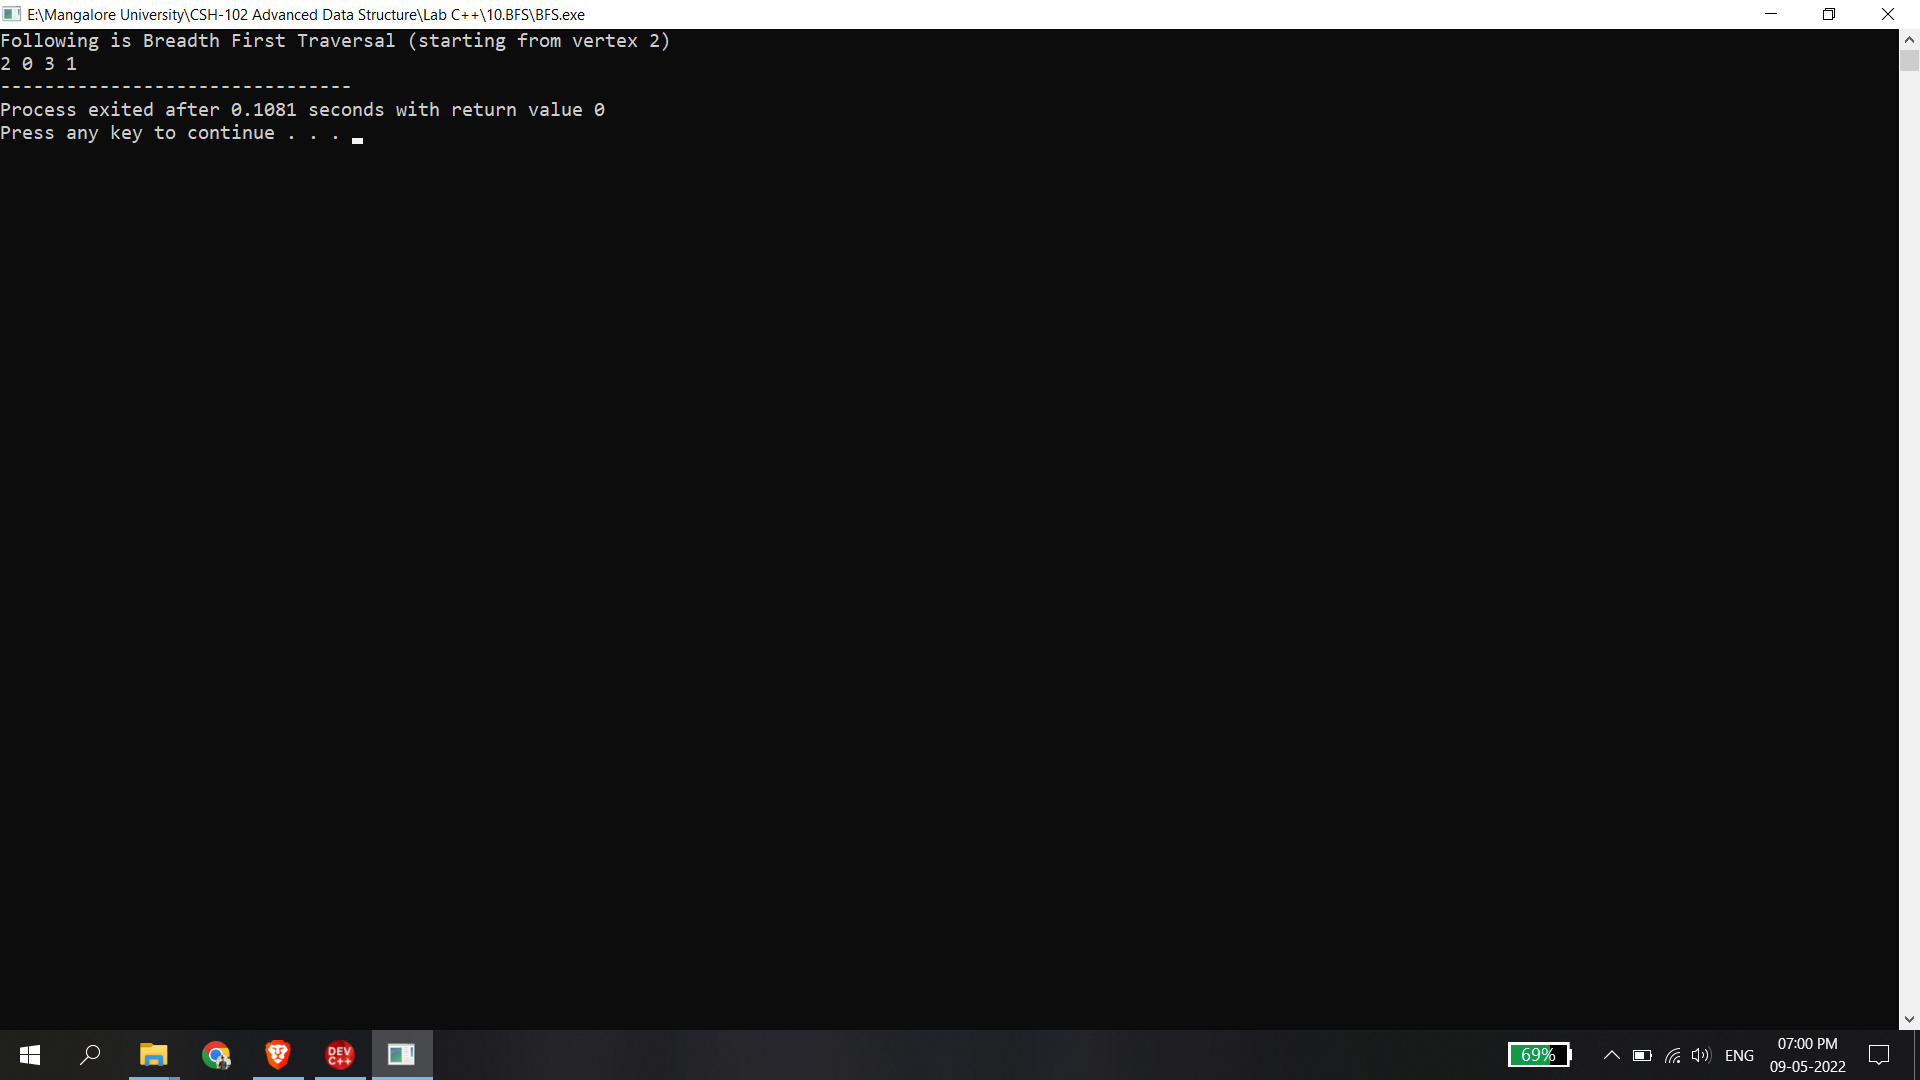 E:\Mangalore University\CSH-102 Advanced Data Structure\Lab C++\10.BFS\BFS.exe
Following is Breadth First Traversal (starting from vertex 2)
2 0 3 1
--------------------------------
Process exited after 0.1081 seconds with return value 0
Press any key to continue . . .
DEV
C++
69%
ENG
07:00 PM
09-05-2022